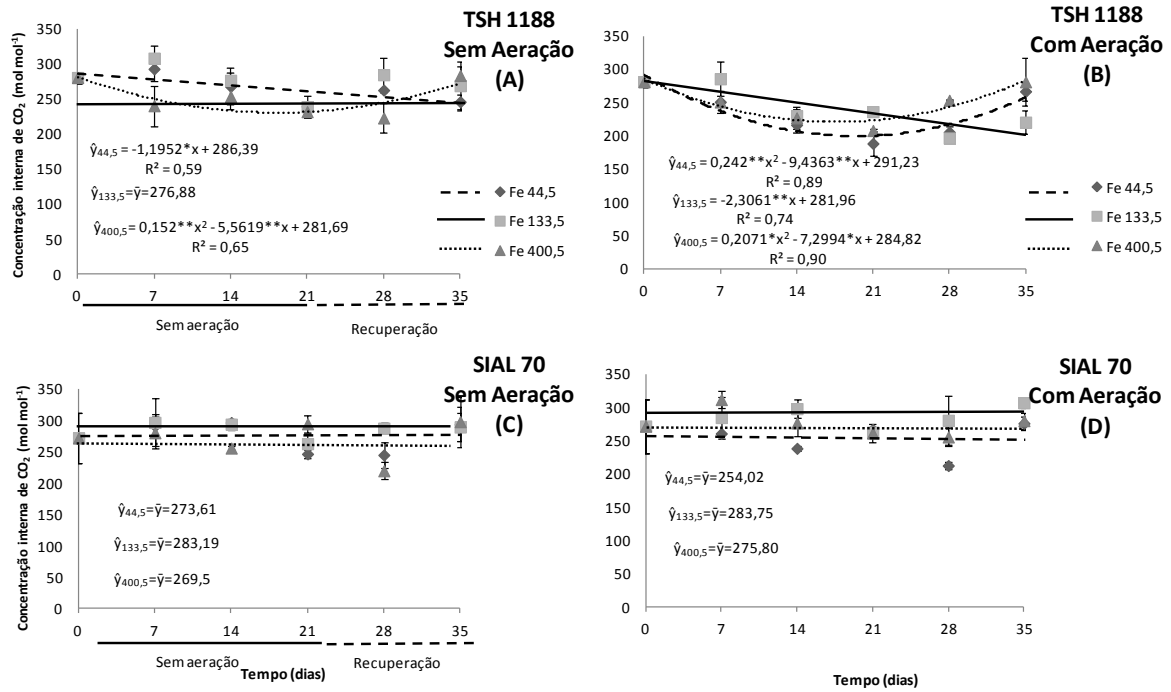 TSH 1188
Sem Aeração
(A)
Concentração interna de CO₂ (mol mol⁻¹)
350
300
250
200
150
100
50
0
ŷ44,5 = -1,1952*x + 286,39
R² = 0,59
ŷ133,5=ȳ=276,88
ŷ400,5 = 0,152**x² - 5,5619**x + 281,69
R² = 0,65
Fe 44,5
Fe 133,5
Fe 400,5
0 7 14 21 28 35
Sem aeração Recuperação
TSH 1188
Com Aeração
(B)
350
300
250
200
150
100
50
0
ŷ44,5 = 0,242**x² - 9,4363**x + 291,23
R² = 0,89
ŷ133,5 = -2,3061**x + 281,96
R² = 0,74
ŷ400,5 = 0,2071*x² - 7,2994*x + 284,82
R² = 0,90
Fe 44,5
Fe 133,5
Fe 400,5
0 7 14 21 28 35
SIAL 70
Sem Aeração
(C)
Concentração interna de CO₂ (mol mol⁻¹)
350
300
250
200
150
100
50
0
ŷ44,5=ȳ=273,61
ŷ133,5=ȳ=283,19
ŷ400,5=ȳ=269,5
0 7 14 21 28 35
Sem aeração Recuperação
Tempo (dias)
SIAL 70
Com Aeração
(D)
350
300
250
200
150
100
50
0
ŷ44,5=ȳ=254,02
ŷ133,5=ȳ=283,75
ŷ400,5=ȳ=275,80
0 7 14 21 28 35
Tempo (dias)